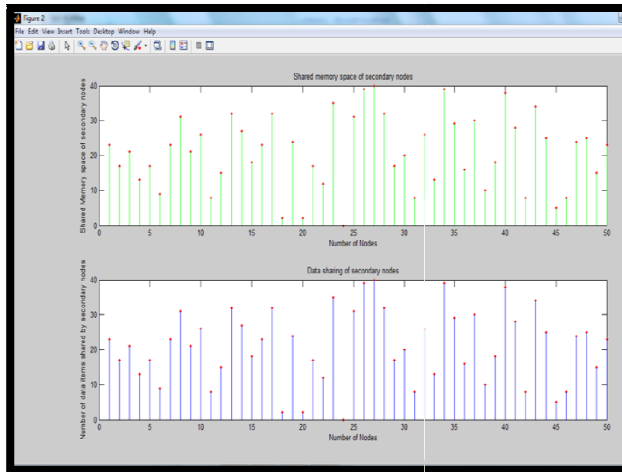 Figure 2
File Edit View Insert Tools Desktop Window Help
Shared memory space of secondary nodes
Shared Memory space of secondary nodes
40
30
20
10
0
0 5 10 15 20 25 30 35 40 45 50
Number of Nodes
Data sharing of secondary nodes
Number of data items shared by secondary nodes
40
30
20
10
0
0 5 10 15 20 25 30 35 40 45 50
Number of Nodes